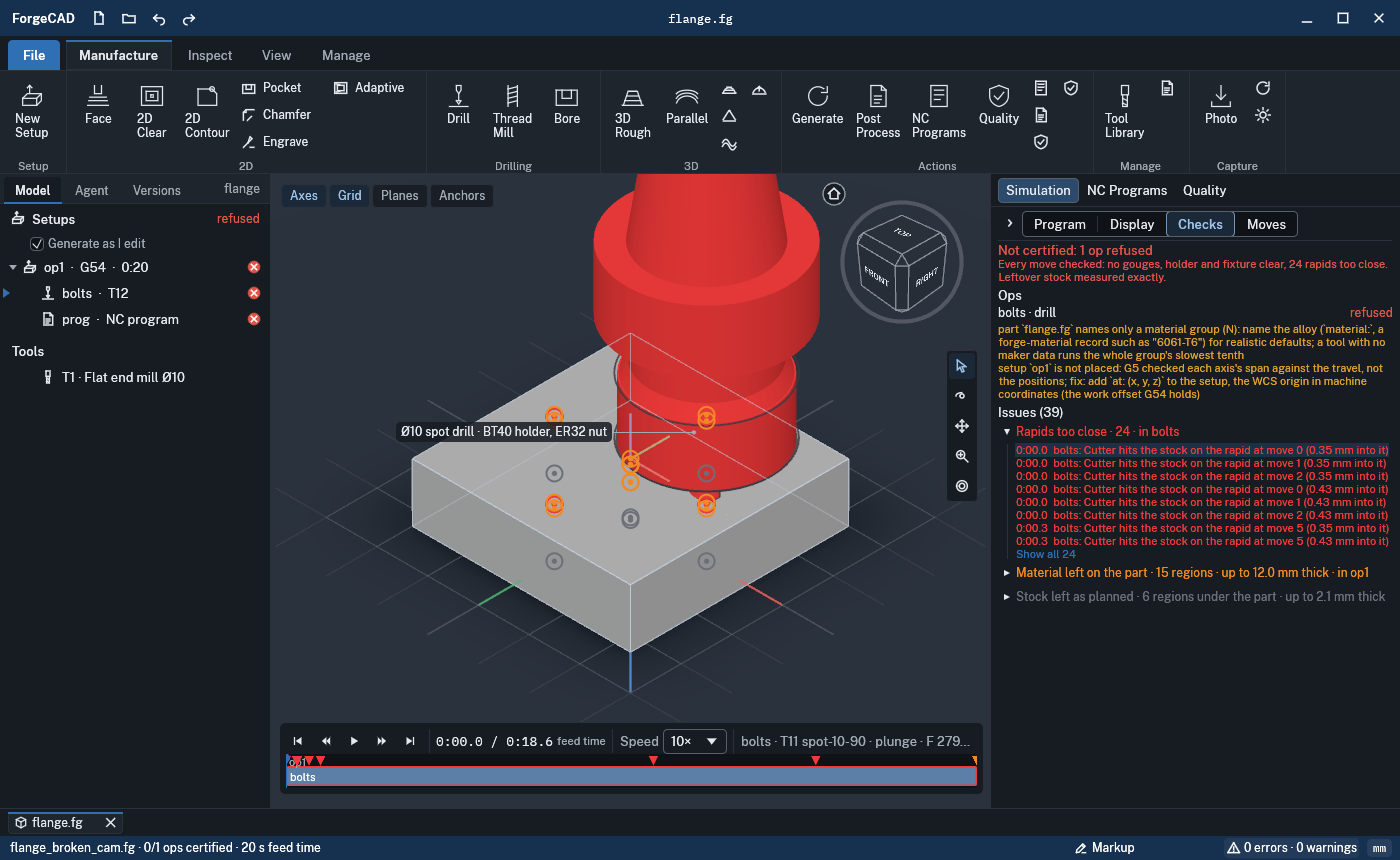 ForgeCAD
flange.fg
File
Manufacture
Inspect
View
Manage
New Setup
Setup
Face
2D Clear
2D Contour
Pocket
Chamfer
Engrave
Adaptive
2D
Drill
Thread Mill
Bore
Drilling
3D Rough
Parallel
3D
Generate
Post Process
NC Programs
Quality
Actions
Tool Library
Manage
Photo
Capture
Model
Agent
Versions
flange
Setups
refused
Generate as I edit
op1 · G54 · 0:20
bolts · T12
prog · NC program
Tools
T1 · Flat end mill Ø10
Axes
Grid
Planes
Anchors
TOP
FRONT
RIGHT
Ø10 spot drill · BT40 holder, ER32 nut
0:00.0 / 0:18.6 feed time
Speed
10×
bolts · T11 spot-10-90 · plunge · F 279...
op1
bolts
Simulation
NC Programs
Quality
Program
Display
Checks
Moves
Not certified: 1 op refused
Every move checked: no gouges, holder and fixture clear, 24 rapids too close.
Leftover stock measured exactly.
Ops
bolts · drill
refused
part `flange.fg` names only a material group (N): name the alloy (`material:`, a
forge-material record such as "6061-T6") for realistic defaults; a tool with no
maker data runs the whole group's slowest tenth
setup `op1` is not placed: G5 checked each axis's span against the travel, not
the positions; fix: add `at: (x, y, z)` to the setup, the WCS origin in machine
coordinates (the work offset G54 holds)
Issues (39)
Rapids too close · 24 · in bolts
0:00.0 bolts: Cutter hits the stock on the rapid at move 0 (0.35 mm into it)
0:00.0 bolts: Cutter hits the stock on the rapid at move 1 (0.35 mm into it)
0:00.0 bolts: Cutter hits the stock on the rapid at move 2 (0.35 mm into it)
0:00.0 bolts: Cutter hits the stock on the rapid at move 0 (0.43 mm into it)
0:00.0 bolts: Cutter hits the stock on the rapid at move 1 (0.43 mm into it)
0:00.0 bolts: Cutter hits the stock on the rapid at move 2 (0.43 mm into it)
0:00.3 bolts: Cutter hits the stock on the rapid at move 5 (0.35 mm into it)
0:00.3 bolts: Cutter hits the stock on the rapid at move 5 (0.43 mm into it)
Show all 24
Material left on the part · 15 regions · up to 12.0 mm thick · in op1
Stock left as planned · 6 regions under the part · up to 2.1 mm thick
flange.fg
flange_broken_cam.fg · 0/1 ops certified · 20 s feed time
Markup
0 errors · 0 warnings
mm